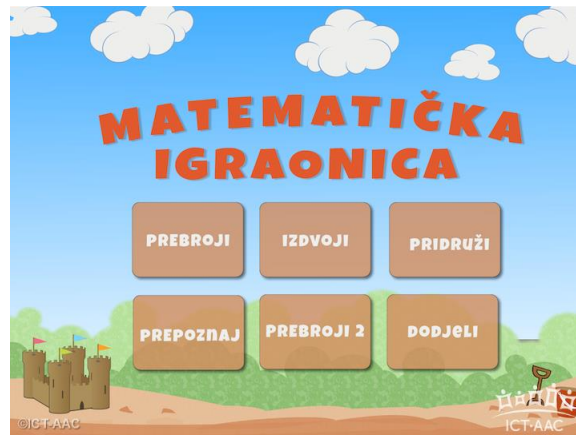 MATEMATIČKA
IGRAONICA
PREBROJI
IZDVOJI
PRIDRUŽI
PREPOZNAJ
PREBROJI 2
DODJELI
©ICT-AAC
ICT-AAC